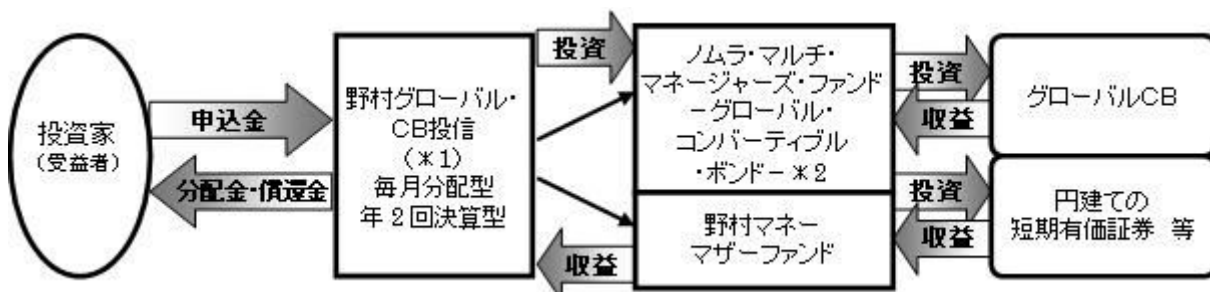 投資家
(受益者)
申込金
分配金・償還金
野村グローバル・
CB投信
(*1)
毎月分配型
年2回決算型
投資
収益
ノムラ・マルチ・
マネージャーズ・ファンド
-グローバル・
コンバーティブル
・ボンド-*2
野村マネー
マザーファンド
投資
収益
投資
収益
グローバルCB
円建ての
短期有価証券 等